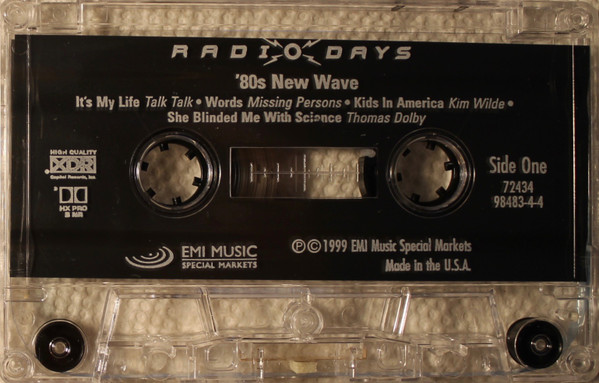 RADIO DAYS
'80s New Wave
It's My Life Talk Talk • Words Missing Persons • Kids In America Kim Wilde •
She Blinded Me With Science Thomas Dolby
HIGH QUALITY
XDR
Capitol Records, Inc.
HX PRO
B NR
Side One
72434
98483-4-4
EMI MUSIC
SPECIAL MARKETS
Ⓟ©1999 EMI Music Special Markets
Made in the U.S.A.